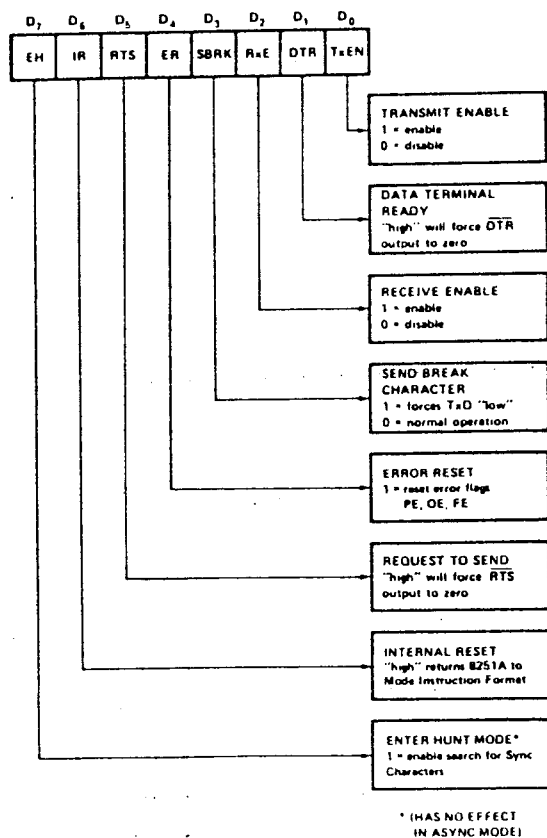 D7 D6 D5 D4 D3 D2 D1 D0
EH IR RTS ER SBRK RxE DTR TxEN
TRANSMIT ENABLE
1 = enable
0 = disable
DATA TERMINAL
READY
"high" will force DTR
output to zero
RECEIVE ENABLE
1 = enable
0 = disable
SEND BREAK
CHARACTER
1 = forces TxD "low"
0 = normal operation
ERROR RESET
1 = reset error flags
PE, OE, FE
REQUEST TO SEND
"high" will force RTS
output to zero
INTERNAL RESET
"high" returns 8251A to
Mode Instruction Format
ENTER HUNT MODE*
1 = enable search for Sync
Characters
* (HAS NO EFFECT
IN ASYNC MODE)